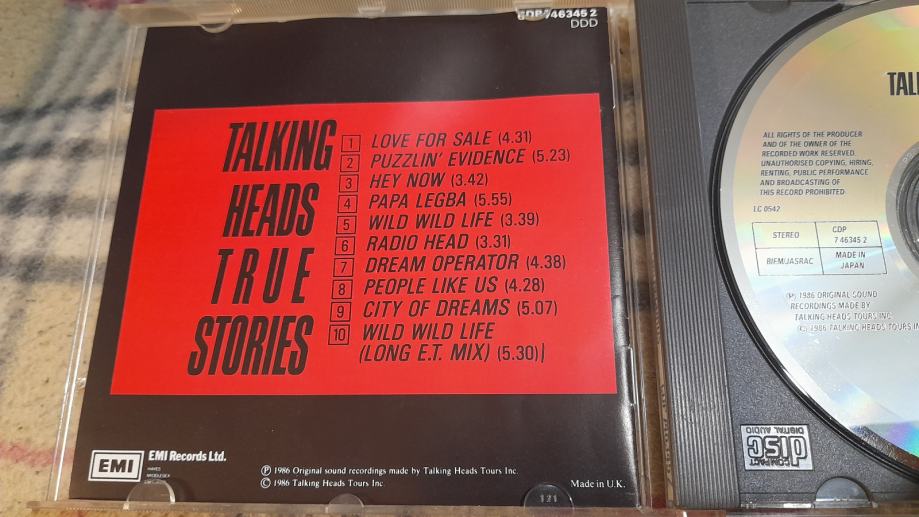 CDP 7 46345 2
DDD
TALKING
HEADS
TRUE
STORIES
1 LOVE FOR SALE (4.31)
2 PUZZLIN' EVIDENCE (5.23)
3 HEY NOW (3.42)
4 PAPA LEGBA (5.55)
5 WILD WILD LIFE (3.39)
6 RADIO HEAD (3.31)
7 DREAM OPERATOR (4.38)
8 PEOPLE LIKE US (4.28)
9 CITY OF DREAMS (5.07)
10 WILD WILD LIFE
(LONG E.T. MIX) (5.30)
EMI
EMI Records Ltd.
HAYES
MIDDLESEX
Ⓟ 1986 Original sound recordings made by Talking Heads Tours Inc.
© 1986 Talking Heads Tours Inc.
Made in U.K.
121
TAL
ALL RIGHTS OF THE PRODUCER
AND OF THE OWNER OF THE
RECORDED WORK RESERVED.
UNAUTHORISED COPYING, HIRING,
RENTING, PUBLIC PERFORMANCE
AND BROADCASTING OF
THIS RECORD PROHIBITED.
LC 0542
STEREO
CDP
7 46345 2
BIEM/JASRAC
MADE IN
JAPAN
Ⓟ 1986 ORIGINAL SOUND
RECORDINGS MADE BY
TALKING HEADS TOURS INC.
© 1986 TALKING HEADS TOURS IN
COMPACT
disc
DIGITAL AUDIO